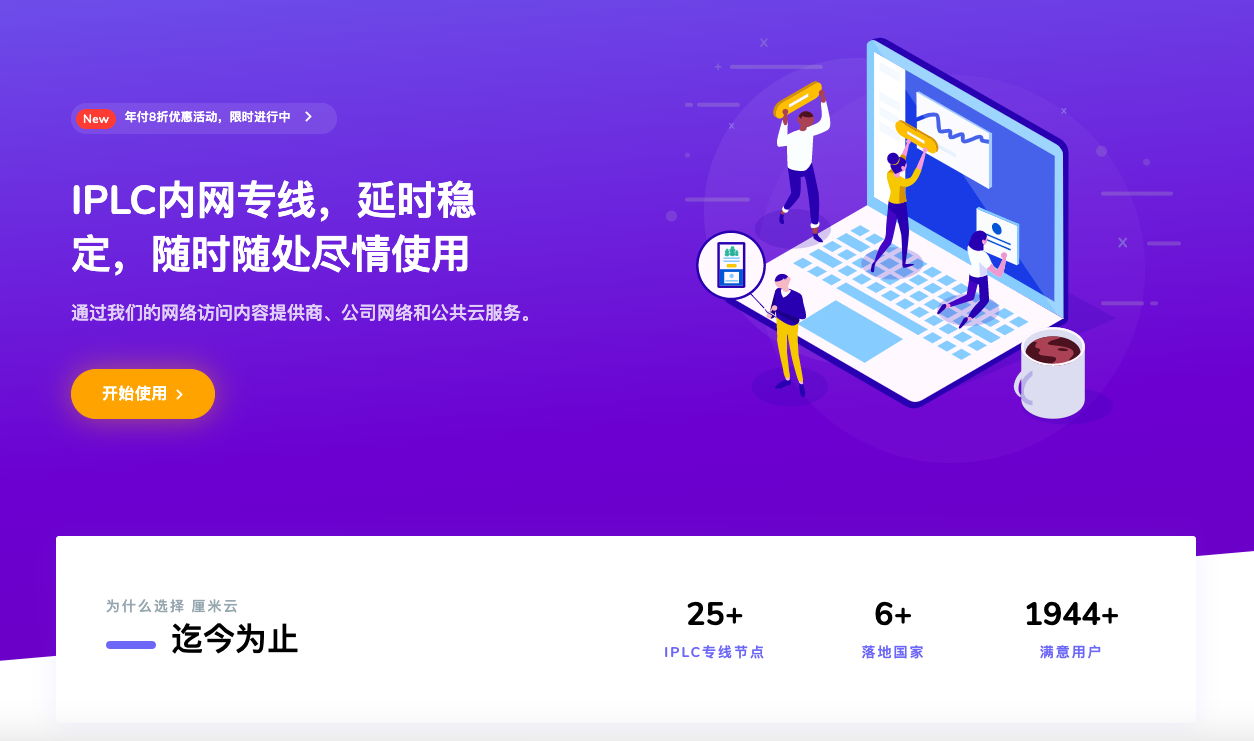 New 年付8折优惠活动，限时进行中
IPLC内网专线，延时稳
定，随时随处尽情使用
通过我们的网络访问内容提供商、公司网络和公共云服务。
开始使用
为什么选择 厘米云
迄今为止
25+
IPLC专线节点
6+
落地国家
1944+
满意用户